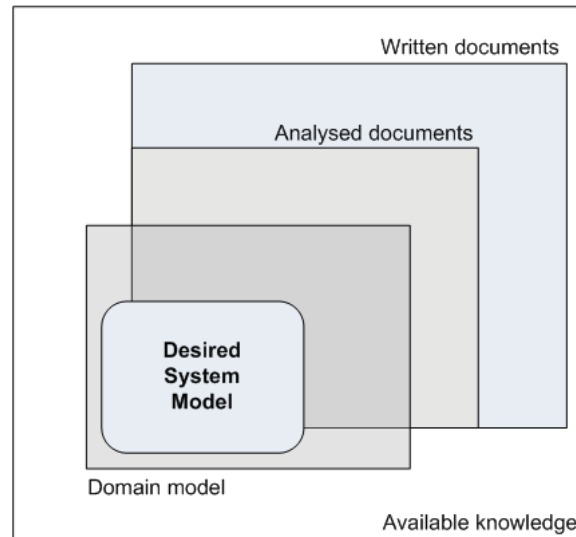 Written documents
Analysed documents
Desired
System
Model
Domain model
Available knowledge